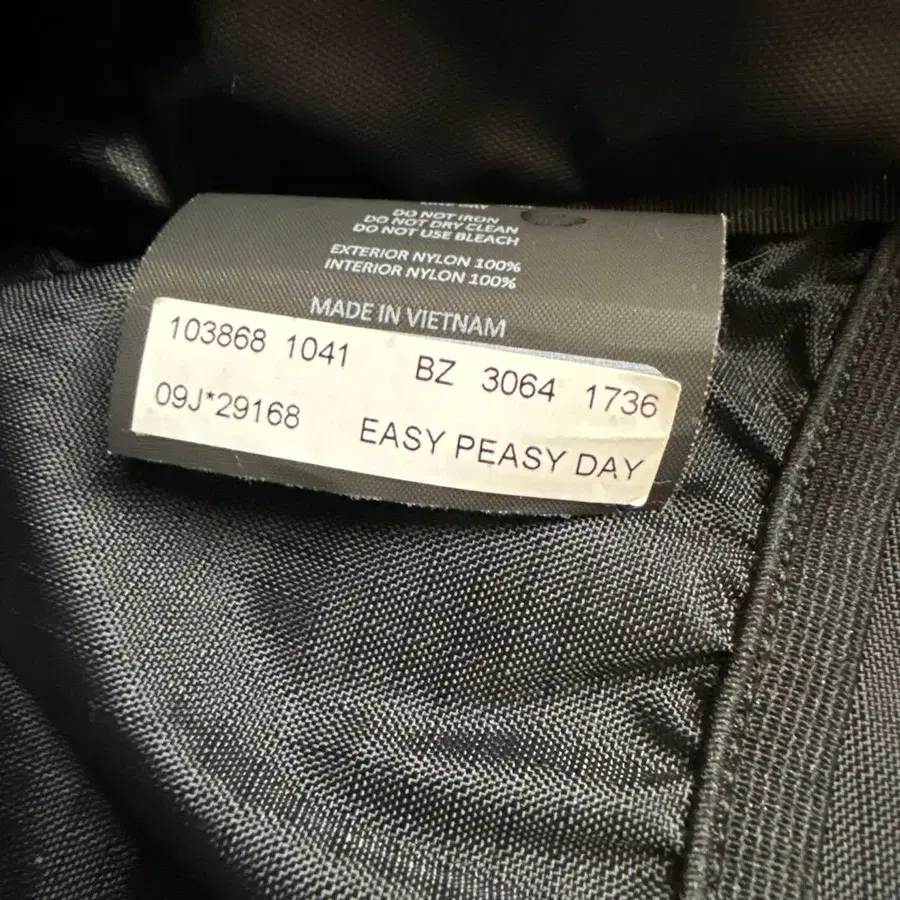 DO NOT IRON
DO NOT DRY CLEAN
DO NOT USE BLEACH
EXTERIOR NYLON 100%
INTERIOR NYLON 100%
MADE IN VIETNAM
103868 1041 BZ 3064 1736
09J*29168 EASY PEASY DAY